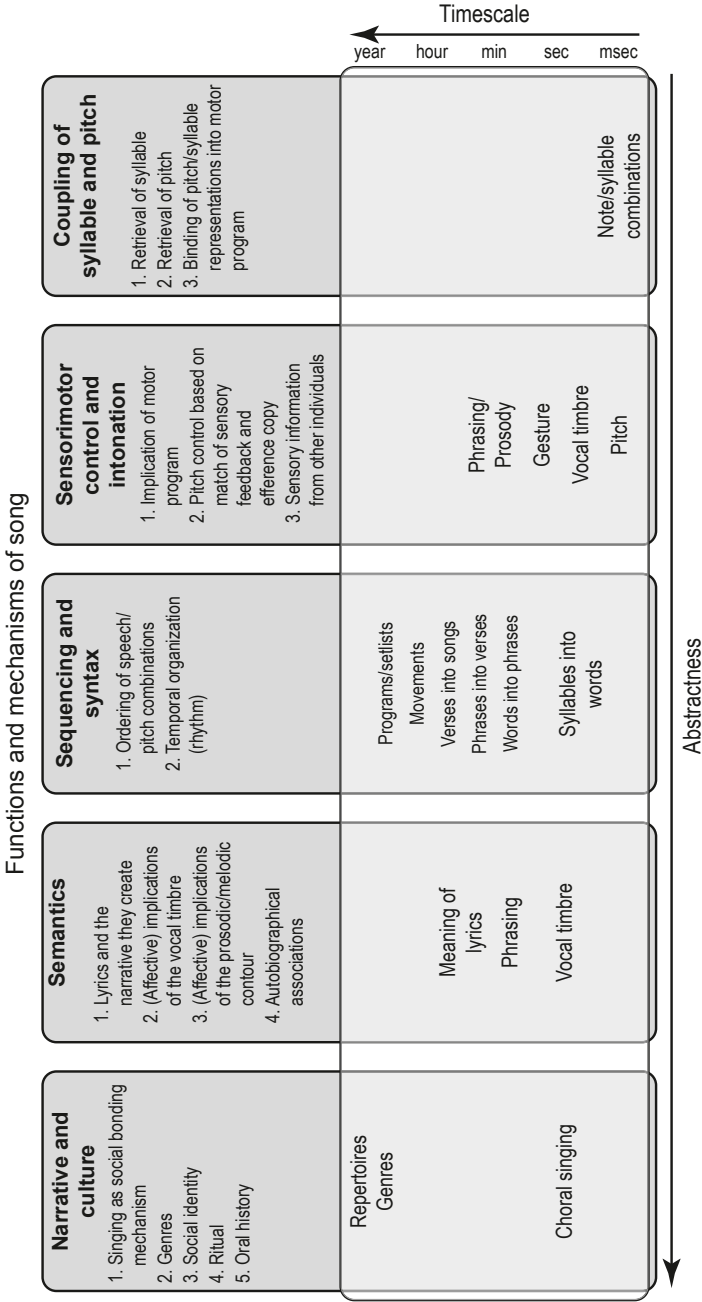 Functions and mechanisms of song
Narrative and
culture
1. Singing as social bonding
mechanism
2. Genres
3. Social identity
4. Ritual
5. Oral history
Semantics
1. Lyrics and the
narrative they create
2. (Affective) implications
of the vocal timbre
3. (Affective) implications
of the prosodic/melodic
contour
4. Autobiographical
associations
Sequencing and
syntax
1. Ordering of speech/
pitch combinations
2. Temporal organization
(rhythm)
Sensorimotor
control and
intonation
1. Implication of motor
program
2. Pitch control based on
match of sensory
feedback and
efference copy
3. Sensory information
from other individuals
Coupling of
syllable and pitch
1. Retrieval of syllable
2. Retrieval of pitch
3. Binding of pitch/syllable
representations into motor
program
Repertoires
Genres
Choral singing
Meaning of
lyrics
Phrasing
Vocal timbre
Programs/setlists
Movements
Verses into songs
Phrases into verses
Words into phrases
Syllables into
words
Phrasing/
Prosody
Gesture
Vocal timbre
Pitch
Note/syllable
combinations
year
hour
min
sec
msec
Timescale
Abstractness